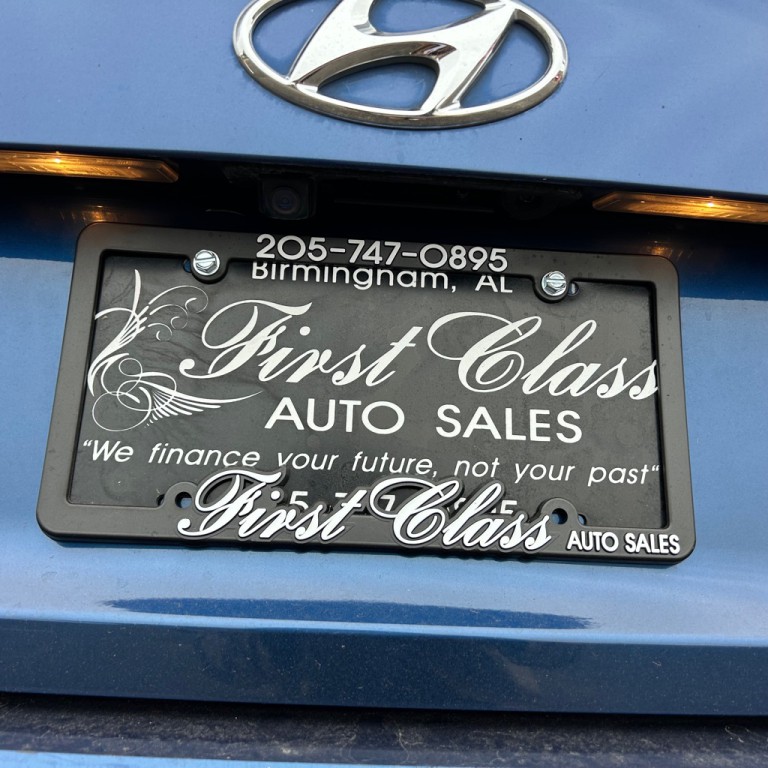 205-747-0895
Birmingham, AL
First Class
AUTO SALES
"We finance your future, not your past"
First Class AUTO SALES